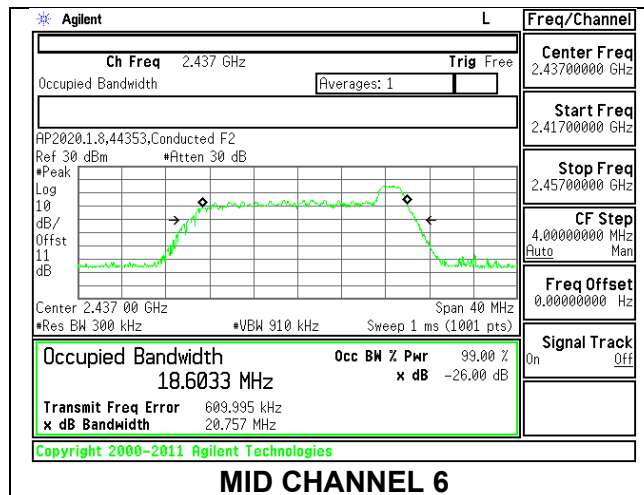 Agilent L
Ch Freq 2.437 GHz Trig Free
Occupied Bandwidth Averages: 1
AP2020.1.8,44353,Conducted F2
Ref 30 dBm #Atten 30 dB
#Peak
Log
10
dB/
Offst
11
dB
Center 2.437 00 GHz Span 40 MHz
#Res BW 300 kHz #VBW 910 kHz Sweep 1 ms (1001 pts)
Occupied Bandwidth Occ BW % Pwr 99.00 %
18.6033 MHz x dB -26.00 dB
Transmit Freq Error 609.995 kHz
x dB Bandwidth 20.757 MHz
Copyright 2000-2011 Agilent Technologies
Freq/Channel
Center Freq
2.43700000 GHz
Start Freq
2.41700000 GHz
Stop Freq
2.45700000 GHz
CF Step
4.00000000 MHz
Auto Man
Freq Offset
0.00000000 Hz
Signal Track
On Off
MID CHANNEL 6